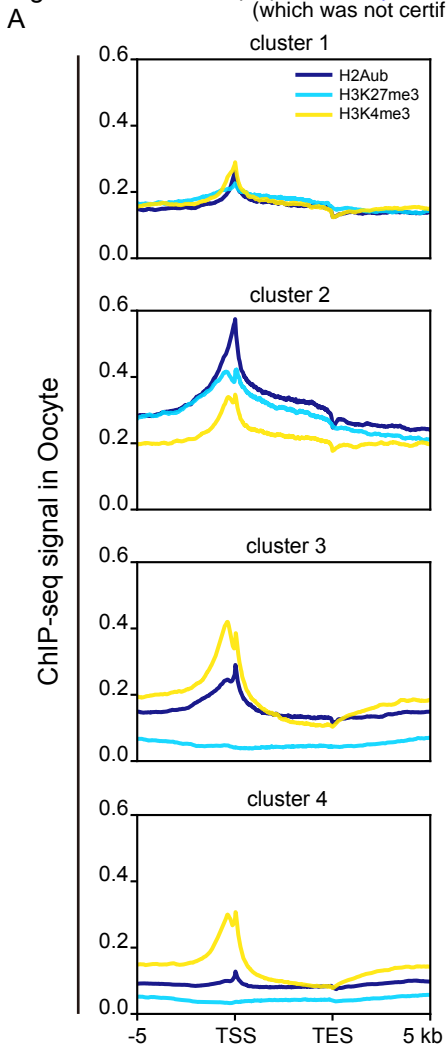 (which was not certif
A
cluster 1
0.6
0.4
0.2
0.0
H2Aub
H3K27me3
H3K4me3
cluster 2
0.6
0.4
0.2
0.0
ChIP-seq signal in Oocyte
cluster 3
0.6
0.4
0.2
0.0
cluster 4
0.6
0.4
0.2
0.0
-5 TSS TES 5 kb